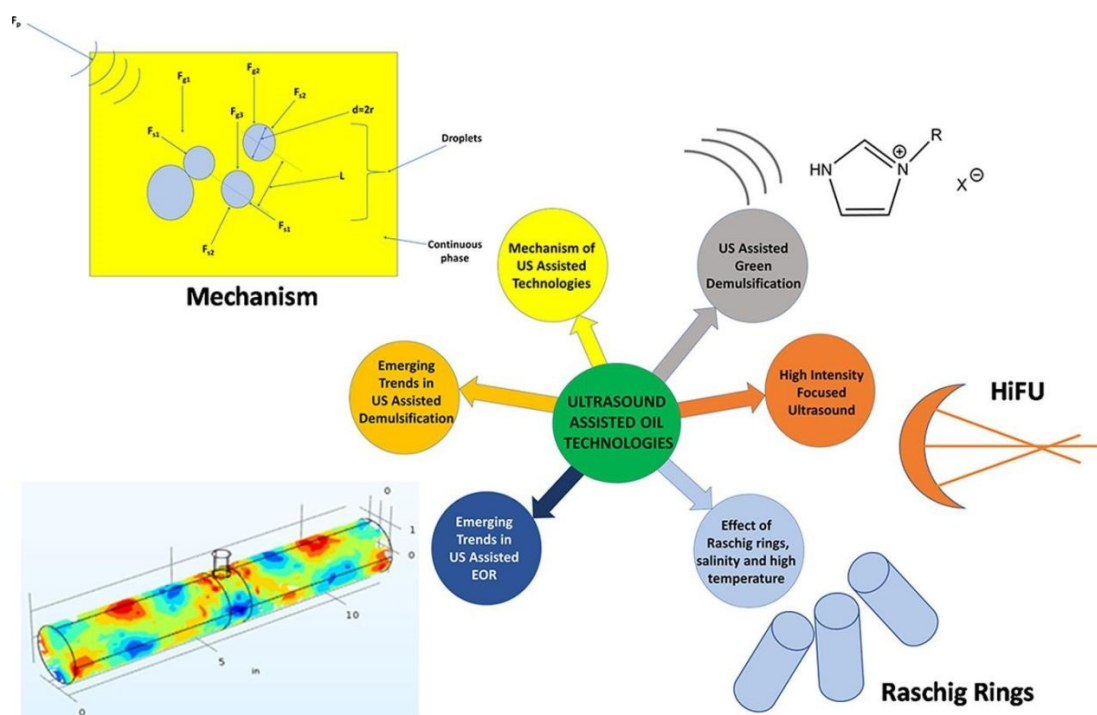 Fp
Fg1
Fg2
Fs2
Fg3
d=2r
Fs1
Droplets
L
Fs1
Fs2
Continuous
phase
Mechanism
HN
N
⊕
R
X⊖
Mechanism of
US Assisted
Technologies
US Assisted
Green
Demulsification
Emerging
Trends in
US Assisted
Demulsification
ULTRASOUND
ASSISTED OIL
TECHNOLOGIES
High Intensity
Focused
Ultrasound
HiFU
Emerging
Trends in
US Assisted
EOR
Effect of
Raschig rings,
salinity and high
temperature
Raschig Rings
0
1
0
10
5
in
0